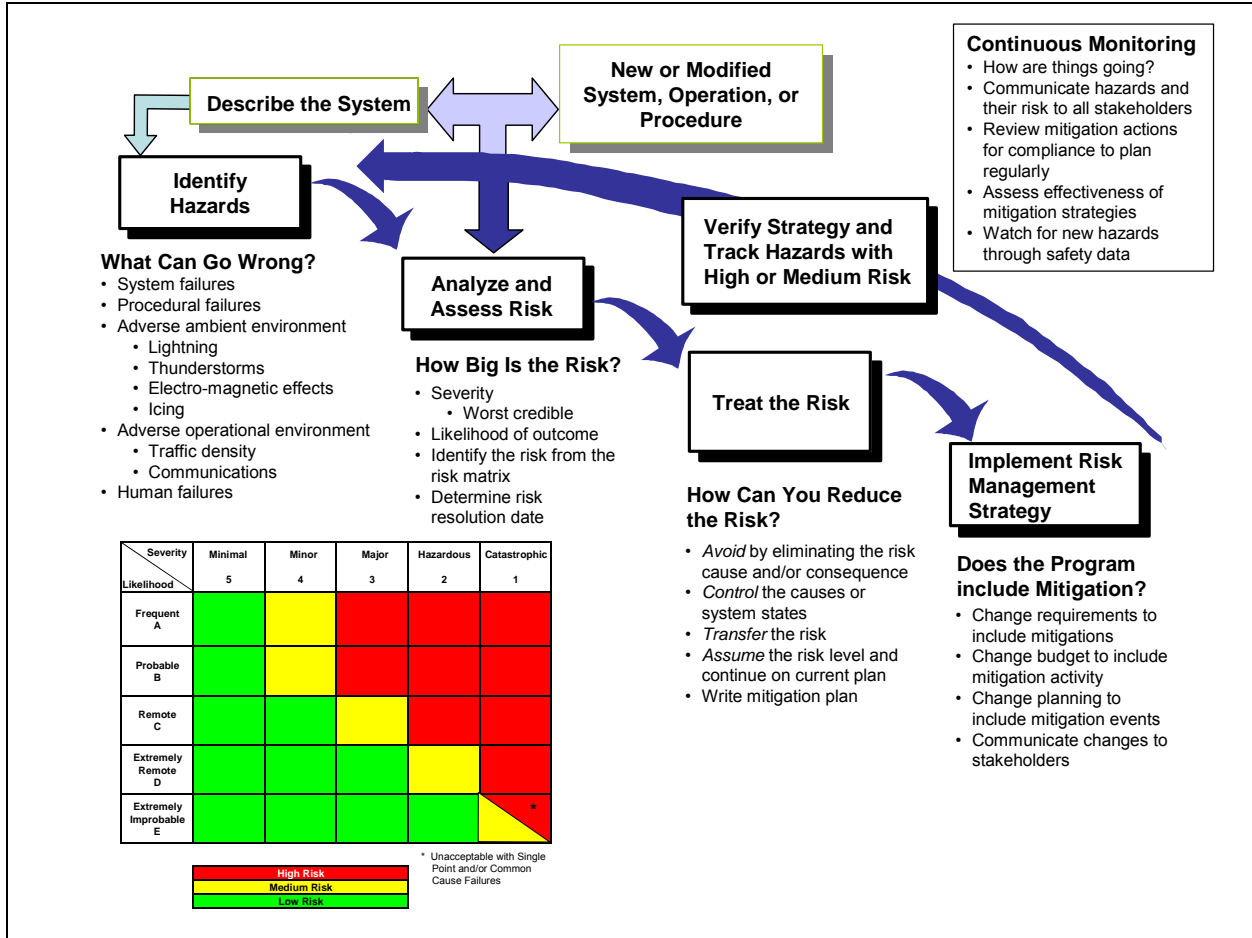 Describe the System
New or Modified
System, Operation, or
Procedure
Continuous Monitoring
• How are things going?
• Communicate hazards and
their risk to all stakeholders
• Review mitigation actions
for compliance to plan
regularly
• Assess effectiveness of
mitigation strategies
• Watch for new hazards
through safety data
Identify
Hazards
What Can Go Wrong?
• System failures
• Procedural failures
• Adverse ambient environment
• Lightning
• Thunderstorms
• Electro-magnetic effects
• Icing
• Adverse operational environment
• Traffic density
• Communications
• Human failures
Analyze and
Assess Risk
How Big Is the Risk?
• Severity
• Worst credible
• Likelihood of outcome
• Identify the risk from the
risk matrix
• Determine risk
resolution date
Verify Strategy and
Track Hazards with
High or Medium Risk
Treat the Risk
How Can You Reduce
the Risk?
• Avoid by eliminating the risk
cause and/or consequence
• Control the causes or
system states
• Transfer the risk
• Assume the risk level and
continue on current plan
• Write mitigation plan
Implement Risk
Management
Strategy
Does the Program
include Mitigation?
• Change requirements to
include mitigations
• Change budget to include
mitigation activity
• Change planning to
include mitigation events
• Communicate changes to
stakeholders
Severity
Likelihood
Minimal
5
Minor
4
Major
3
Hazardous
2
Catastrophic
1
Frequent
A
Probable
B
Remote
C
Extremely
Remote
D
Extremely
Improbable
E
*
* Unacceptable with Single
Point and/or Common
Cause Failures
High Risk
Medium Risk
Low Risk